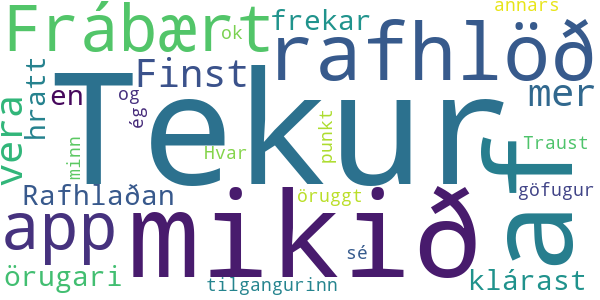 Frábært
frekar
ok
annars
Tekur
rafhlöð
Finst
hratt
vera
en
og
ég
mer
minn
Hvar
punkt
af
Traust
Rafhlaðan
mikið
öruggt
göfugur
app
sé
örugari
tilgangurinn
klárast